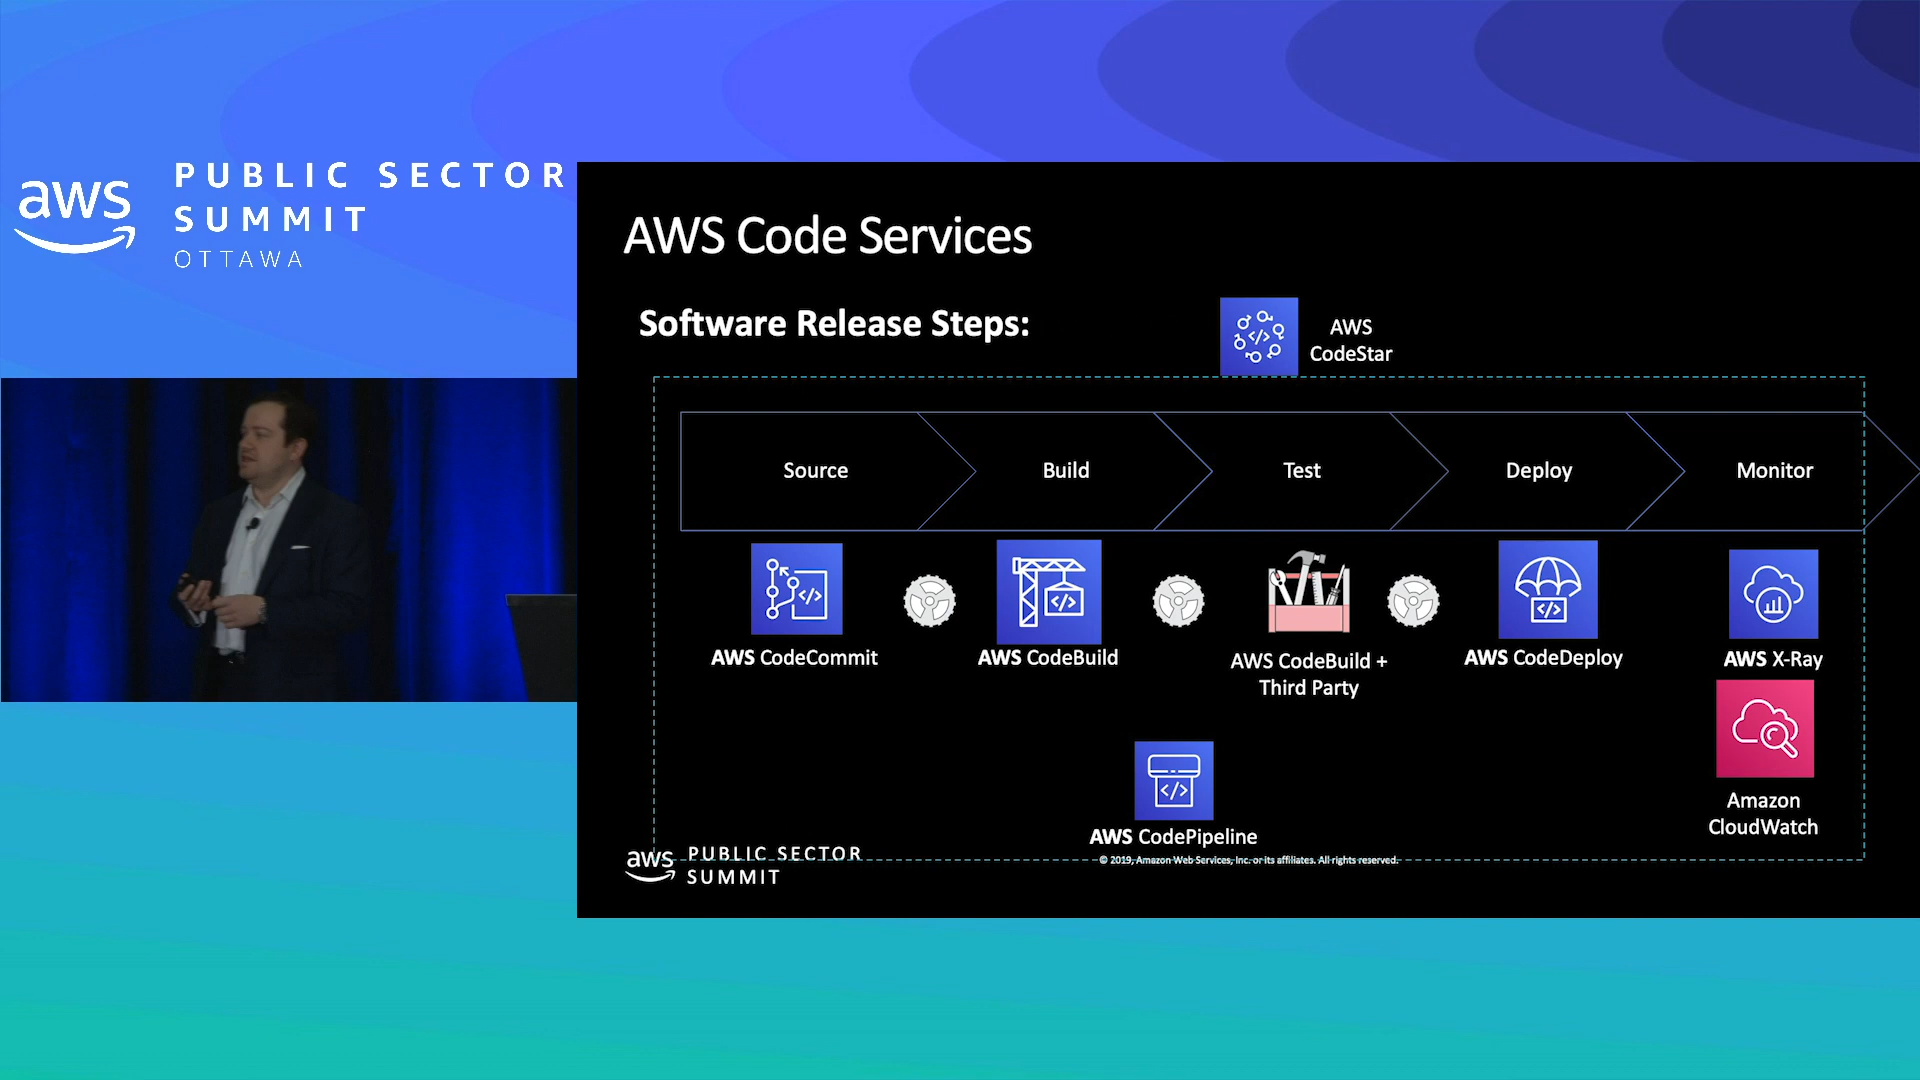 aws
PUBLIC SECTOR
SUMMIT
OTTAWA
AWS Code Services
Software Release Steps:
AWS
CodeStar
Source
Build
Test
Deploy
Monitor
AWS CodeCommit
AWS CodeBuild
AWS CodeBuild +
Third Party
AWS CodeDeploy
AWS X-Ray
Amazon
CloudWatch
AWS CodePipeline
aws
PUBLIC SECTOR
SUMMIT
© 2019, Amazon Web Services, Inc. or its affiliates. All rights reserved.